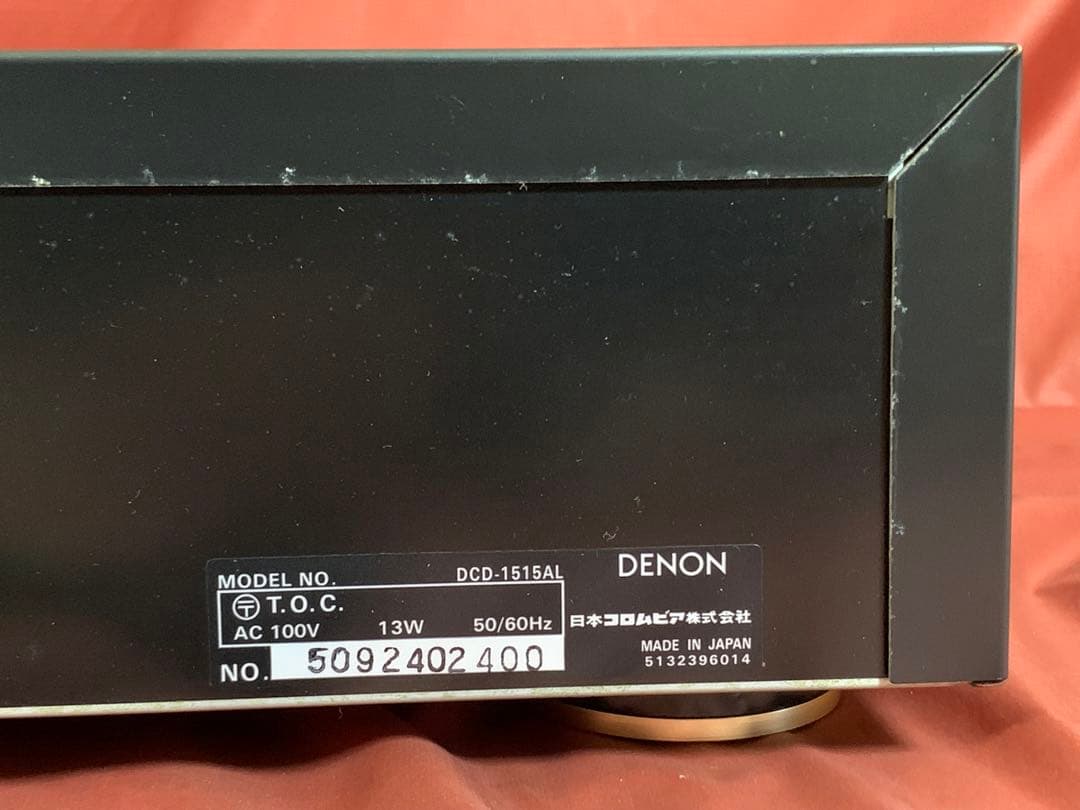 MODEL NO. DCD-1515AL
〶 T.O.C.
AC 100V 13W 50/60Hz
NO. 5092402400
DENON
日本コロムビア株式会社
MADE IN JAPAN
5132396014